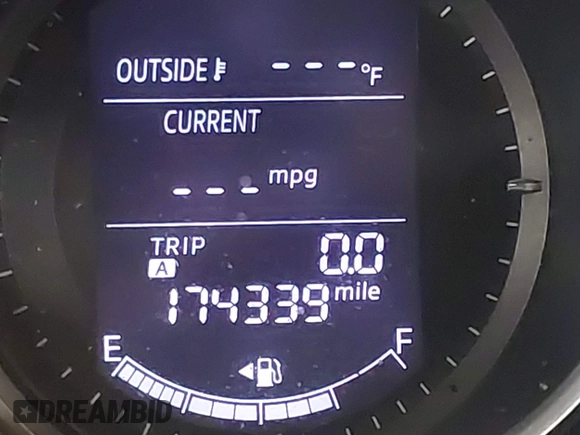 OUTSIDE - - - °F
CURRENT
- - - mpg
TRIP A 0.0
174339 mile
E F
DREAMBID